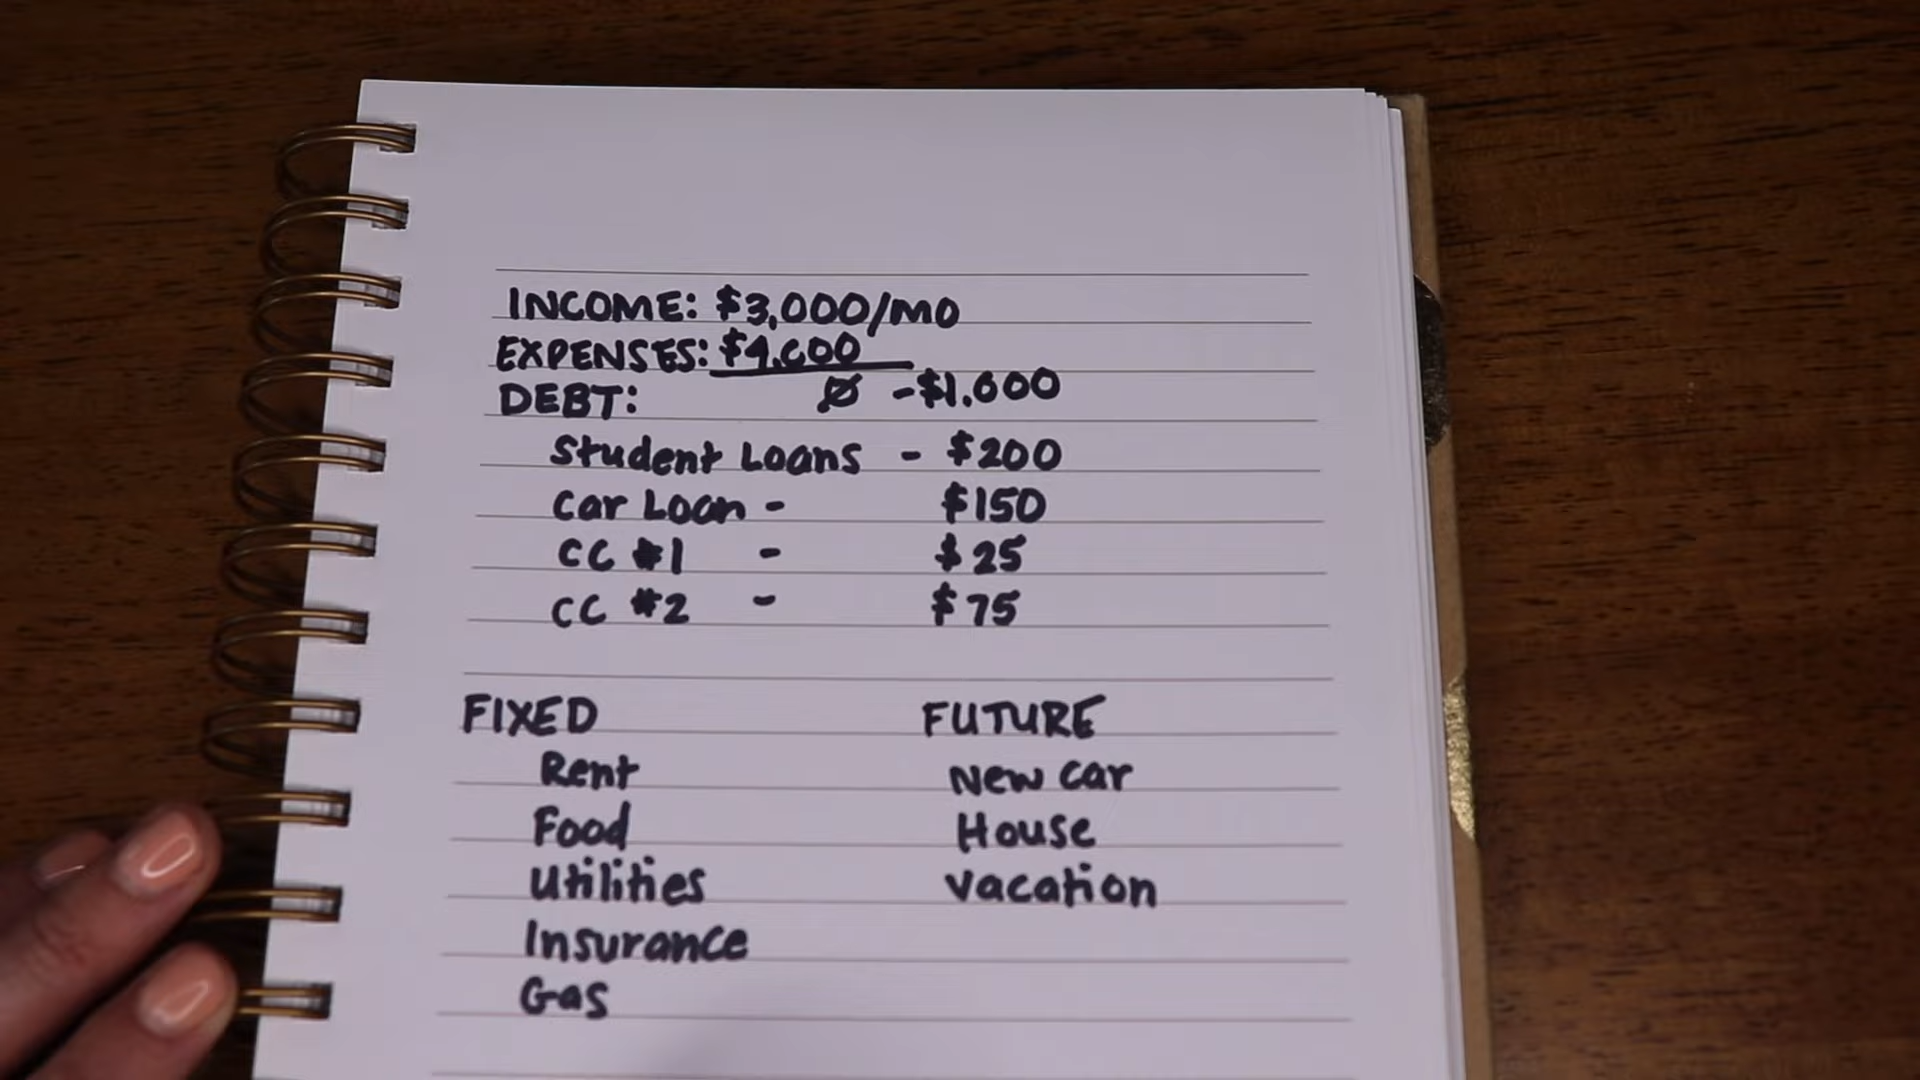 INCOME: $3,000/MO
EXPENSES: $4,000
DEBT: Ø -$1,000
Student Loans - $200
Car Loan - $150
CC #1 - $25
CC #2 - $75
FIXED FUTURE
Rent New Car
Food House
Utilities Vacation
Insurance
Gas